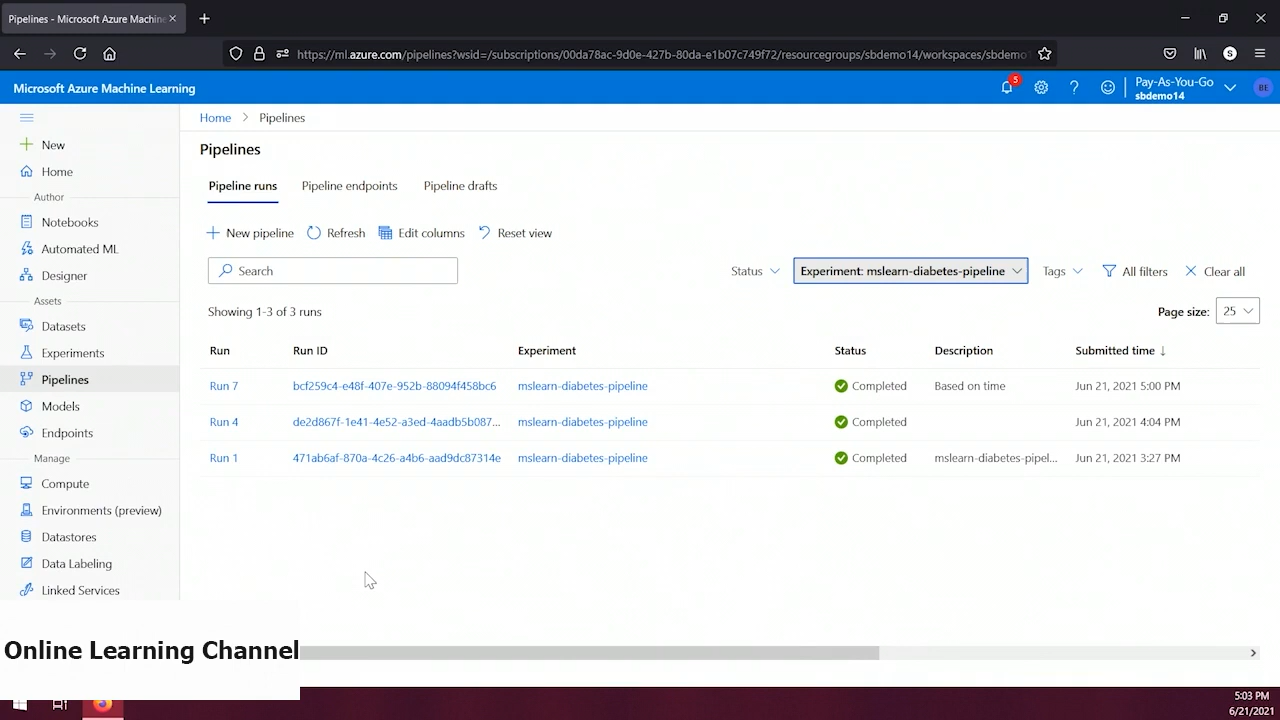 Pipelines - Microsoft Azure Machine
https://ml.azure.com/pipelines?wsid=/subscriptions/00da78ac-9d0e-427b-80da-e1b07c749f72/resourcegroups/sbdemo14/workspaces/sbdemo1
S
Microsoft Azure Machine Learning
5
?
Pay-As-You-Go
sbdemo14
BE
Home > Pipelines
New
Home
Author
Notebooks
Automated ML
Designer
Assets
Datasets
Experiments
Pipelines
Models
Endpoints
Manage
Compute
Environments (preview)
Datastores
Data Labeling
Linked Services
Pipelines
Pipeline runs Pipeline endpoints Pipeline drafts
New pipeline Refresh Edit columns Reset view
Search Status Experiment: mslearn-diabetes-pipeline Tags All filters Clear all
Showing 1-3 of 3 runs Page size: 25
Run Run ID Experiment Status Description Submitted time ↓
Run 7 bcf259c4-e48f-407e-952b-88094f458bc6 mslearn-diabetes-pipeline Completed Based on time Jun 21, 2021 5:00 PM
Run 4 de2d867f-1e41-4e52-a3ed-4aadb5b087... mslearn-diabetes-pipeline Completed Jun 21, 2021 4:04 PM
Run 1 471ab6af-870a-4c26-a4b6-aad9dc87314e mslearn-diabetes-pipeline Completed mslearn-diabetes-pipel... Jun 21, 2021 3:27 PM
Online Learning Channel
5:03 PM
6/21/2021